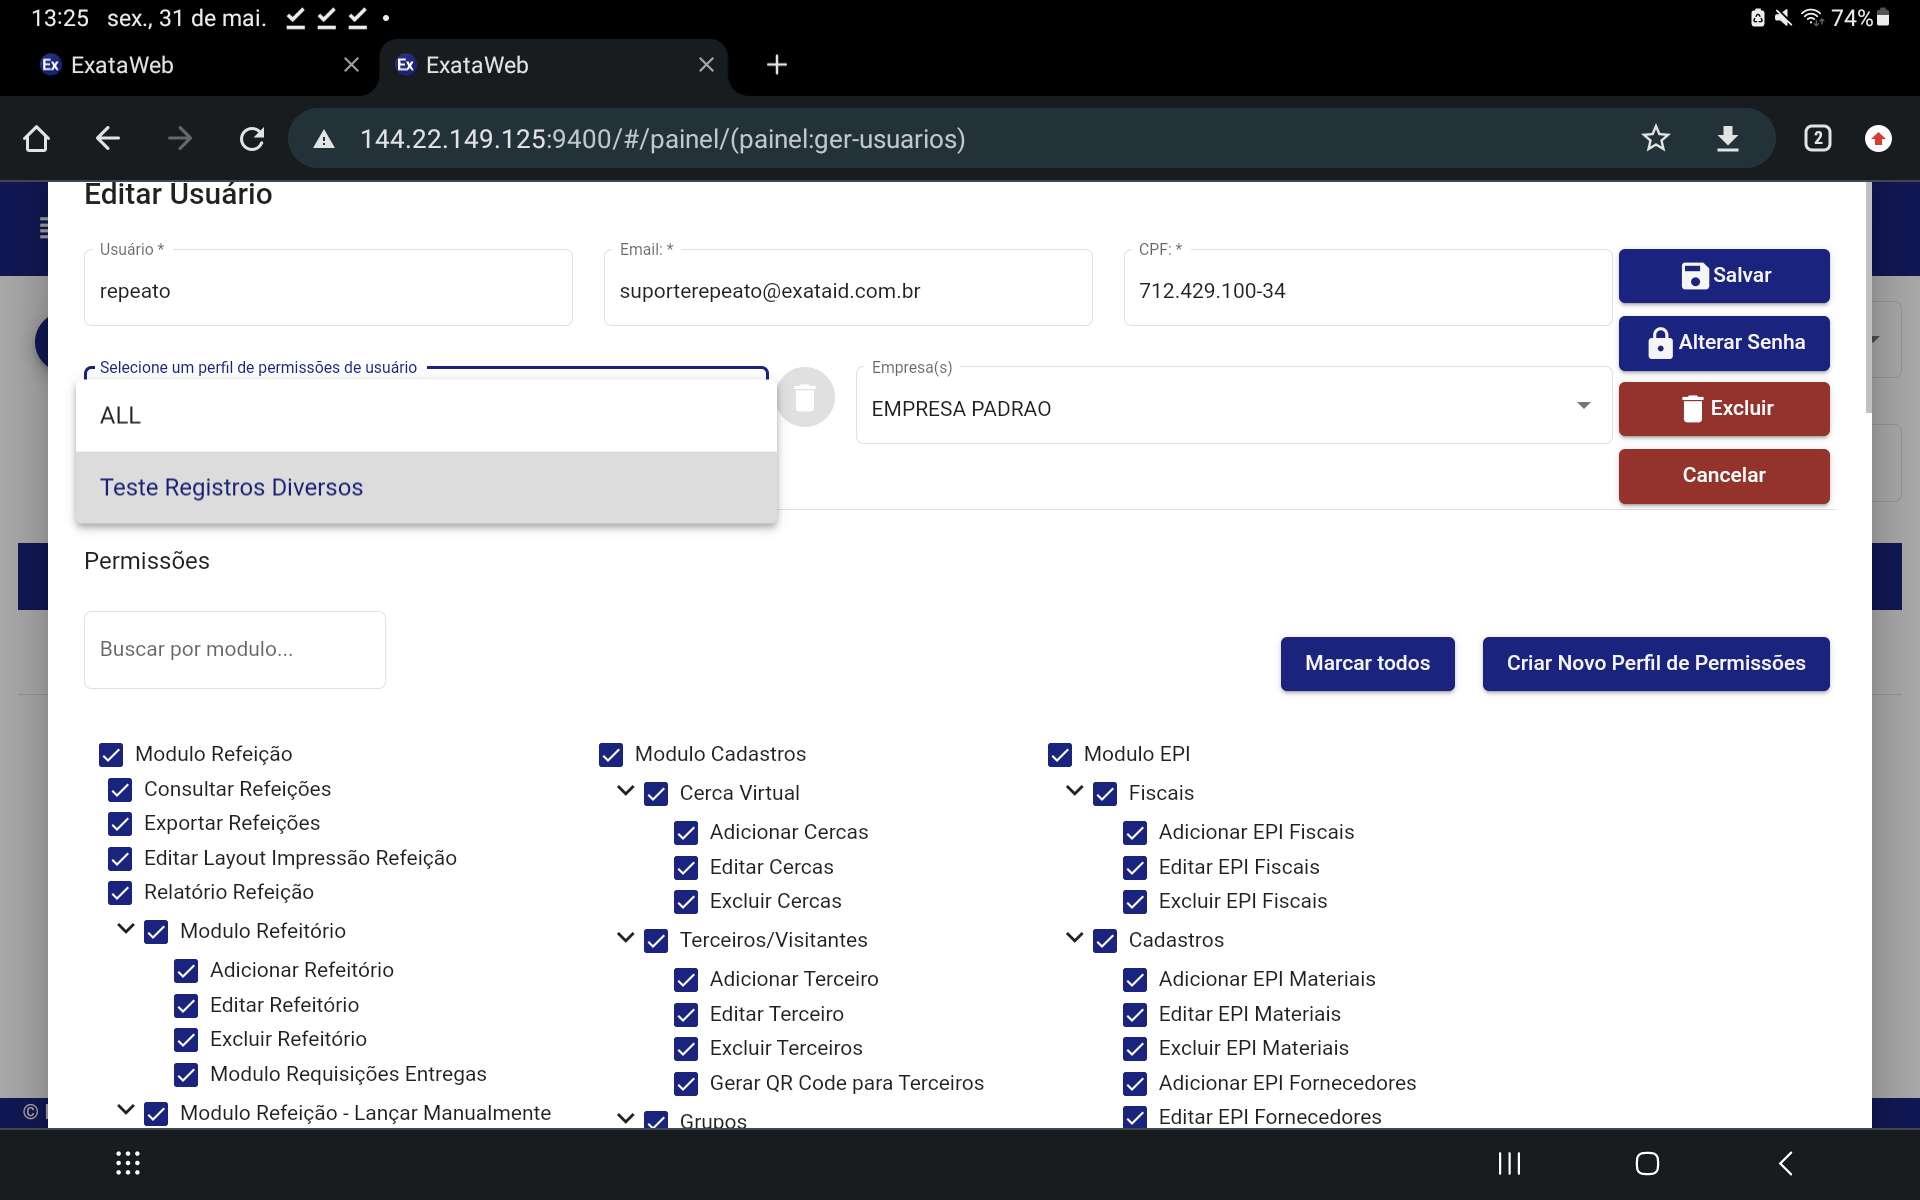 13:25 sex., 31 de mai. 74%
Ex ExataWeb Ex ExataWeb
144.22.149.125:9400/#/painel/(painel:ger-usuarios) 2
Editar Usuário
Usuário * Email: * CPF: *
repeato suporterepeato@exataid.com.br 712.429.100-34 Salvar
Alterar Senha
Selecione um perfil de permissões de usuário Empresa(s)
ALL EMPRESA PADRAO Excluir
Cancelar
Teste Registros Diversos
Permissões
Buscar por modulo... Marcar todos Criar Novo Perfil de Permissões
Modulo Refeição Modulo Cadastros Modulo EPI
Consultar Refeições Cerca Virtual Fiscais
Exportar Refeições Adicionar Cercas Adicionar EPI Fiscais
Editar Layout Impressão Refeição Editar Cercas Editar EPI Fiscais
Relatório Refeição Excluir Cercas Excluir EPI Fiscais
Modulo Refeitório Terceiros/Visitantes Cadastros
Adicionar Refeitório Adicionar Terceiro Adicionar EPI Materiais
Editar Refeitório Editar Terceiro Editar EPI Materiais
Excluir Refeitório Excluir Terceiros Excluir EPI Materiais
Modulo Requisições Entregas Gerar QR Code para Terceiros Adicionar EPI Fornecedores
© Modulo Refeição - Lançar Manualmente Grupos Editar EPI Fornecedores